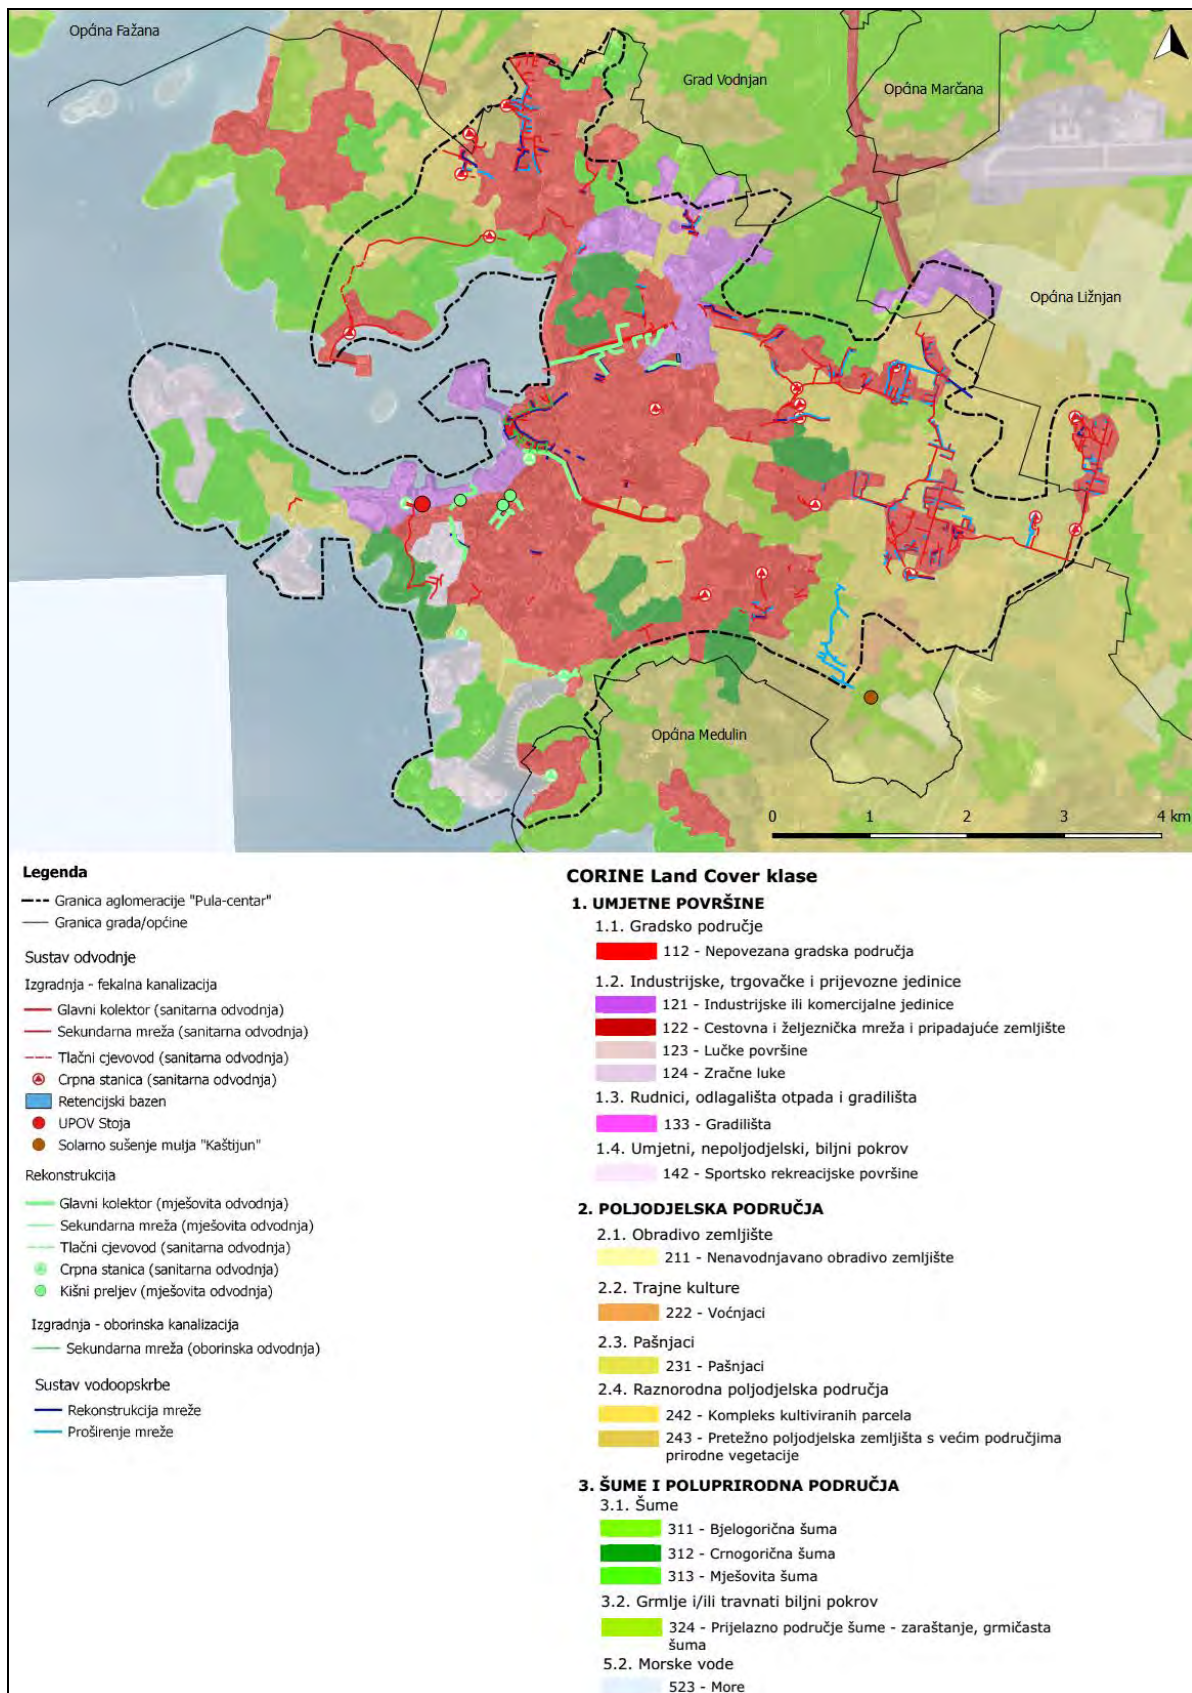 Općina Fažana
Grad Vodnjan
Općina Marčana
Općina Ližnjan
Općina Medulin
0 1 2 3 4 km
Legenda
Granica aglomeracije "Pula-centar"
Granica grada/općine
Sustav odvodnje
Izgradnja - fekalna kanalizacija
Glavni kolektor (sanitarna odvodnja)
Sekundarna mreža (sanitarna odvodnja)
Tlačni cjevovod (sanitarna odvodnja)
Crpna stanica (sanitarna odvodnja)
Retencijski bazen
UPOV Stoja
Solarno sušenje mulja "Kaštijun"
Rekonstrukcija
Glavni kolektor (mješovita odvodnja)
Sekundarna mreža (mješovita odvodnja)
Tlačni cjevovod (sanitarna odvodnja)
Crpna stanica (sanitarna odvodnja)
Kišni preljev (mješovita odvodnja)
Izgradnja - oborinska kanalizacija
Sekundarna mreža (oborinska odvodnja)
Sustav vodoopskrbe
Rekonstrukcija mreže
Proširenje mreže
CORINE Land Cover klase
1. UMJETNE POVRŠINE
1.1. Gradsko područje
112 - Nepovezana gradska područja
1.2. Industrijske, trgovačke i prijevozne jedinice
121 - Industrijske ili komercijalne jedinice
122 - Cestovna i željeznička mreža i pripadajuće zemljište
123 - Lučke površine
124 - Zračne luke
1.3. Rudnici, odlagališta otpada i gradilišta
133 - Gradilišta
1.4. Umjetni, nepoljodjelski, biljni pokrov
142 - Sportsko rekreacijske površine
2. POLJODJELSKA PODRUČJA
2.1. Obradivo zemljište
211 - Nenavodnjavano obradivo zemljište
2.2. Trajne kulture
222 - Voćnjaci
2.3. Pašnjaci
231 - Pašnjaci
2.4. Raznorodna poljodjelska područja
242 - Kompleks kultiviranih parcela
243 - Pretežno poljodjelska zemljišta s većim područjima
prirodne vegetacije
3. ŠUME I POLUPRIRODNA PODRUČJA
3.1. Šume
311 - Bjelogorična šuma
312 - Crnogorična šuma
313 - Mješovita šuma
3.2. Grmlje i/ili travnati biljni pokrov
324 - Prijelazno područje šume - zaraštanje, grmičasta
šuma
5.2. Morske vode
523 - More